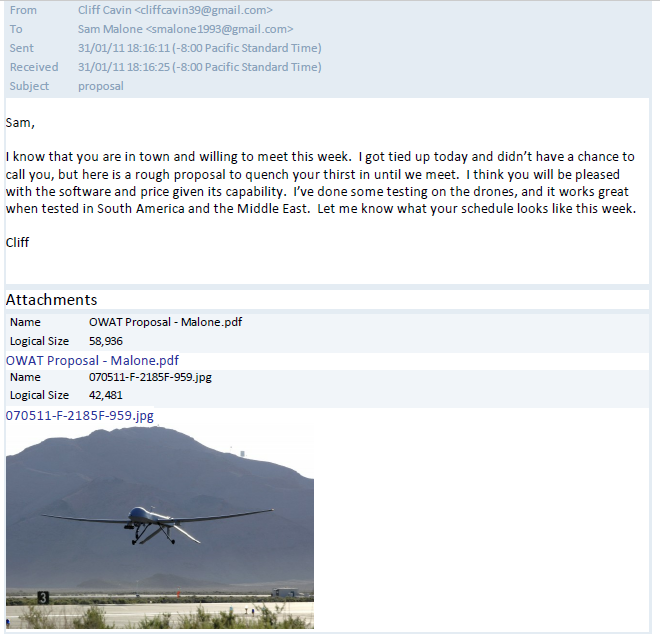 From Cliff Cavin <cliffcavin39@gmail.com>
To Sam Malone <smalone1993@gmail.com>
Sent 31/01/11 18:16:11 (-8:00 Pacific Standard Time)
Received 31/01/11 18:16:25 (-8:00 Pacific Standard Time)
Subject proposal
Sam,
I know that you are in town and willing to meet this week. I got tied up today and didn't have a chance to
call you, but here is a rough proposal to quench your thirst in until we meet. I think you will be pleased
with the software and price given its capability. I've done some testing on the drones, and it works great
when tested in South America and the Middle East. Let me know what your schedule looks like this week.
Cliff
Attachments
Name OWAT Proposal - Malone.pdf
Logical Size 58,936
OWAT Proposal - Malone.pdf
Name 070511-F-2185F-959.jpg
Logical Size 42,481
070511-F-2185F-959.jpg
3